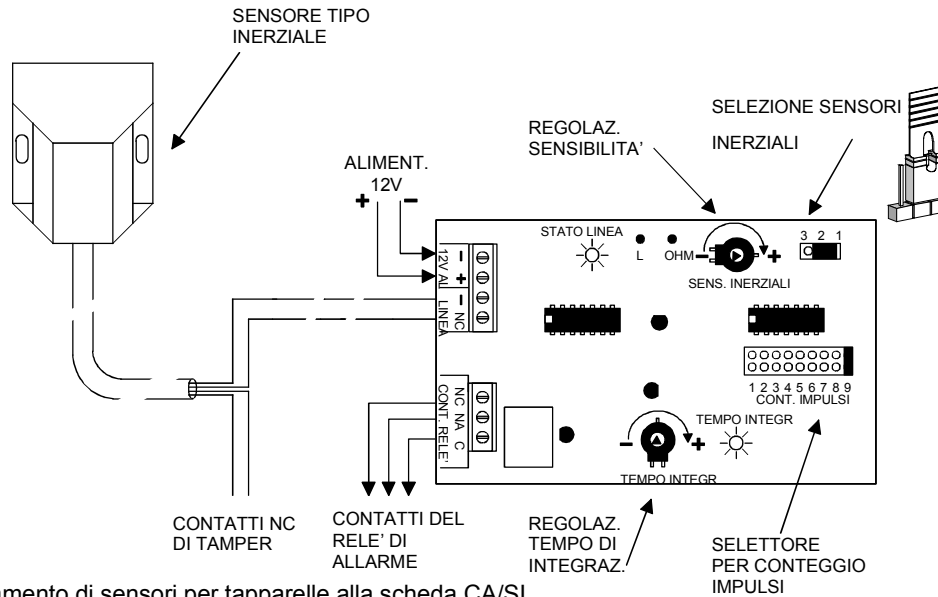 SENSORE TIPO
INERZIALE
SELEZIONE SENSORI
INERZIALI
REGOLAZ.
SENSIBILITA'
ALIMENT.
12V
+ −
STATO LINEA
L OHM
− +
SENS. INERZIALI
3 2 1
12V AL
− +
LINEA
− NC
1 2 3 4 5 6 7 8 9
CONT. IMPULSI
NC NA C
CONT. RELE'
− +
TEMPO INTEGR
TEMPO INTEGR
CONTATTI NC
DI TAMPER
CONTATTI DEL
RELE' DI
ALLARME
REGOLAZ.
TEMPO DI
INTEGRAZ.
SELETTORE
PER CONTEGGIO
IMPULSI
amento di sensori per tapparelle alla scheda CA/SI